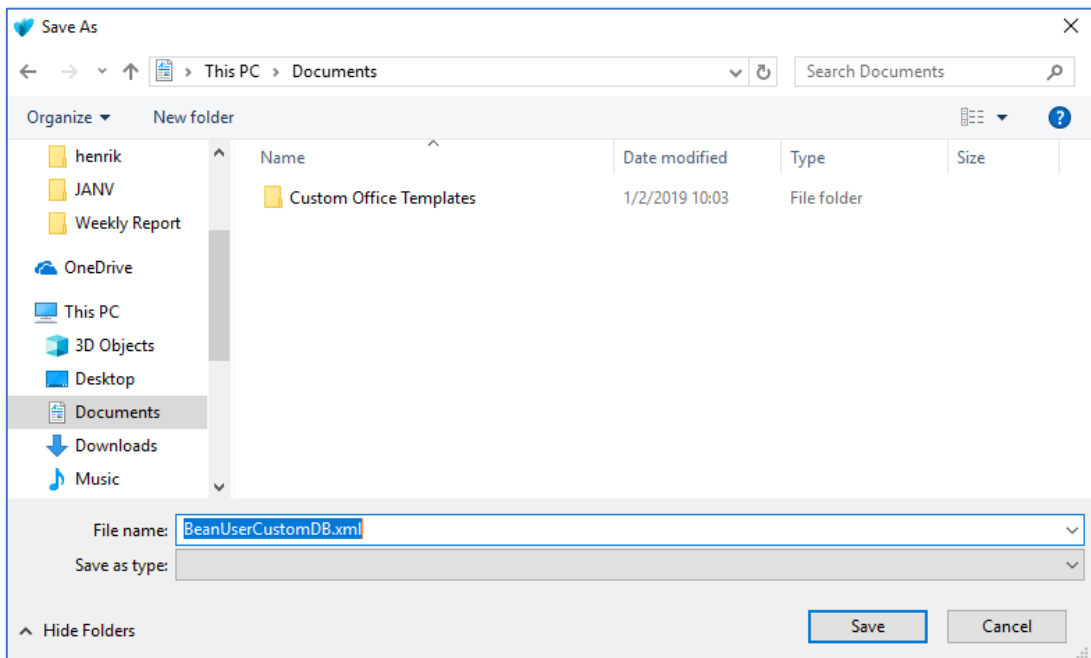 Save As
This PC > Documents
Search Documents
Organize
New folder
henrik
JANV
Weekly Report
OneDrive
This PC
3D Objects
Desktop
Documents
Downloads
Music
Name Date modified Type Size
Custom Office Templates 1/2/2019 10:03 File folder
File name: BeanUserCustomDB.xml
Save as type:
Hide Folders
Save Cancel